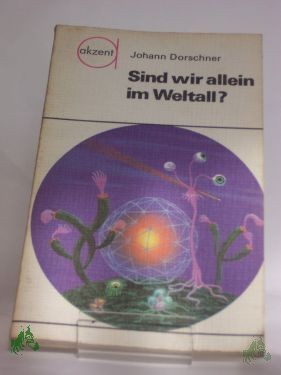 akzent
Johann Dorschner
Sind wir allein
im Weltall?